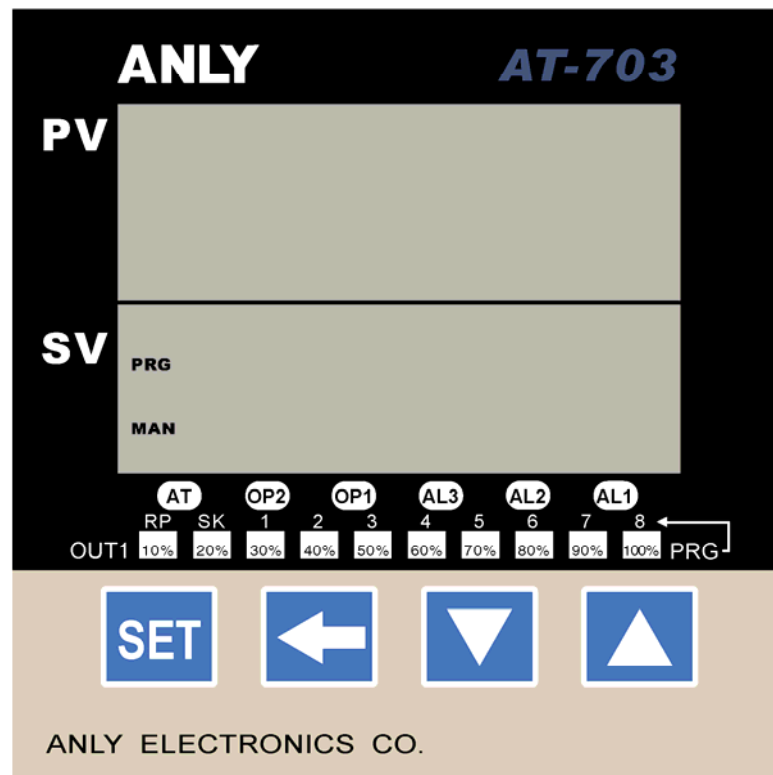 ANLY AT-703
PV
SV
PRG
MAN
AT OP2 OP1 AL3 AL2 AL1
RP SK 1 2 3 4 5 6 7 8
OUT1 10% 20% 30% 40% 50% 60% 70% 80% 90% 100% PRG
SET
ANLY ELECTRONICS CO.